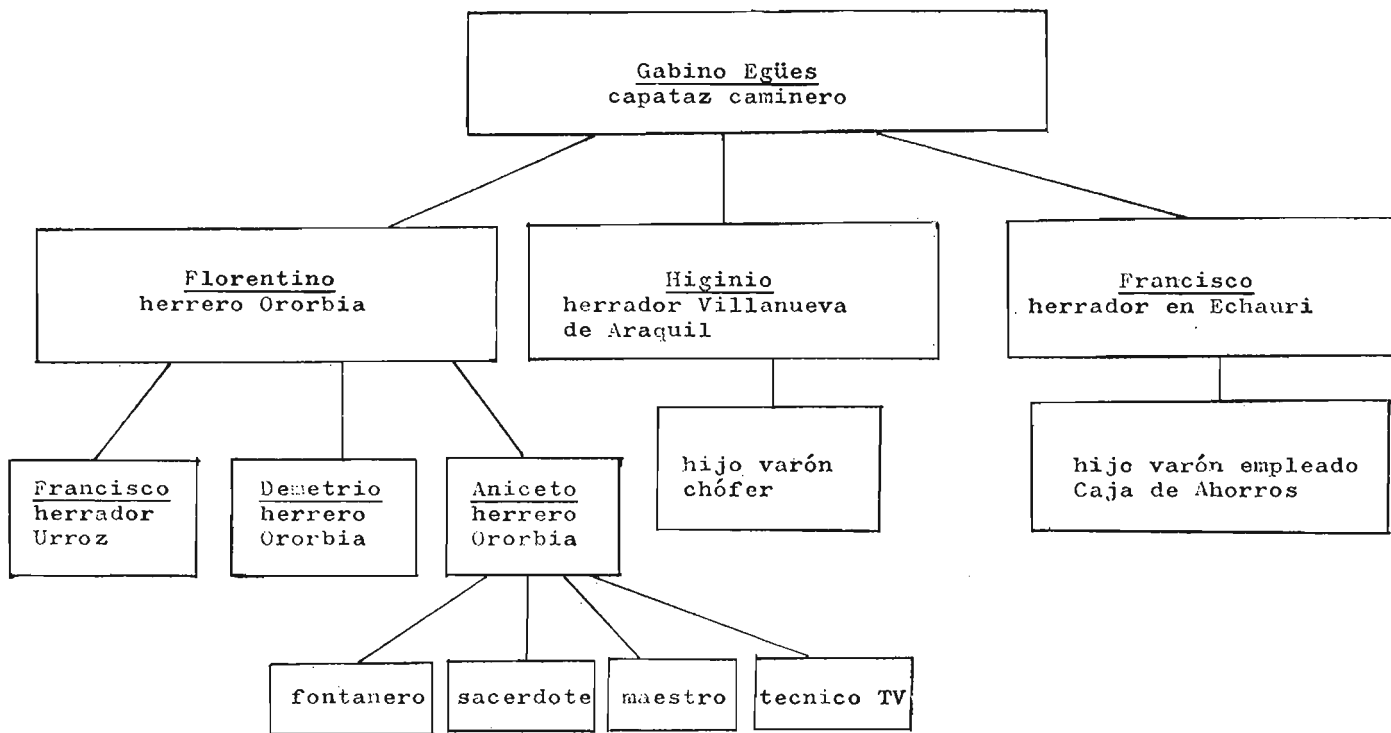 Gabino Egües
capataz caminero
Florentino
herrero Ororbia
Higinio
herrador Villanueva
de Araquil
Francisco
herrador en Echauri
Francisco
herrador
Urroz
Demetrio
herrero
Ororbia
Aniceto
herrero
Ororbia
hijo varón
chófer
hijo varón empleado
Caja de Ahorros
fontanero
sacerdote
maestro
tecnico TV